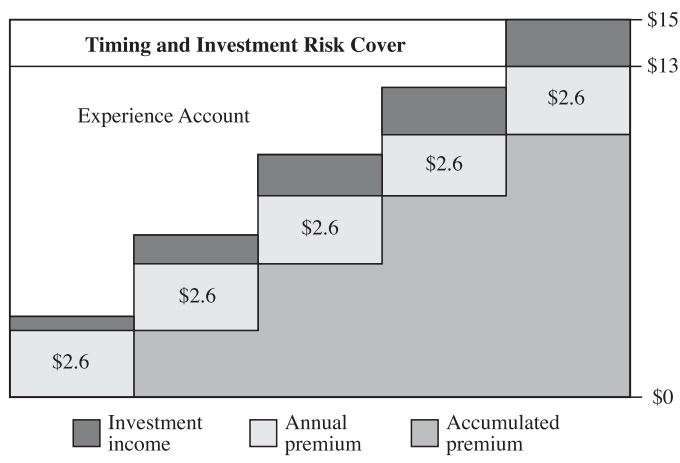 $15
Timing and Investment Risk Cover
$13
$2.6
Experience Account
$2.6
$2.6
$2.6
$2.6
$0
Investment income
Annual premium
Accumulated premium